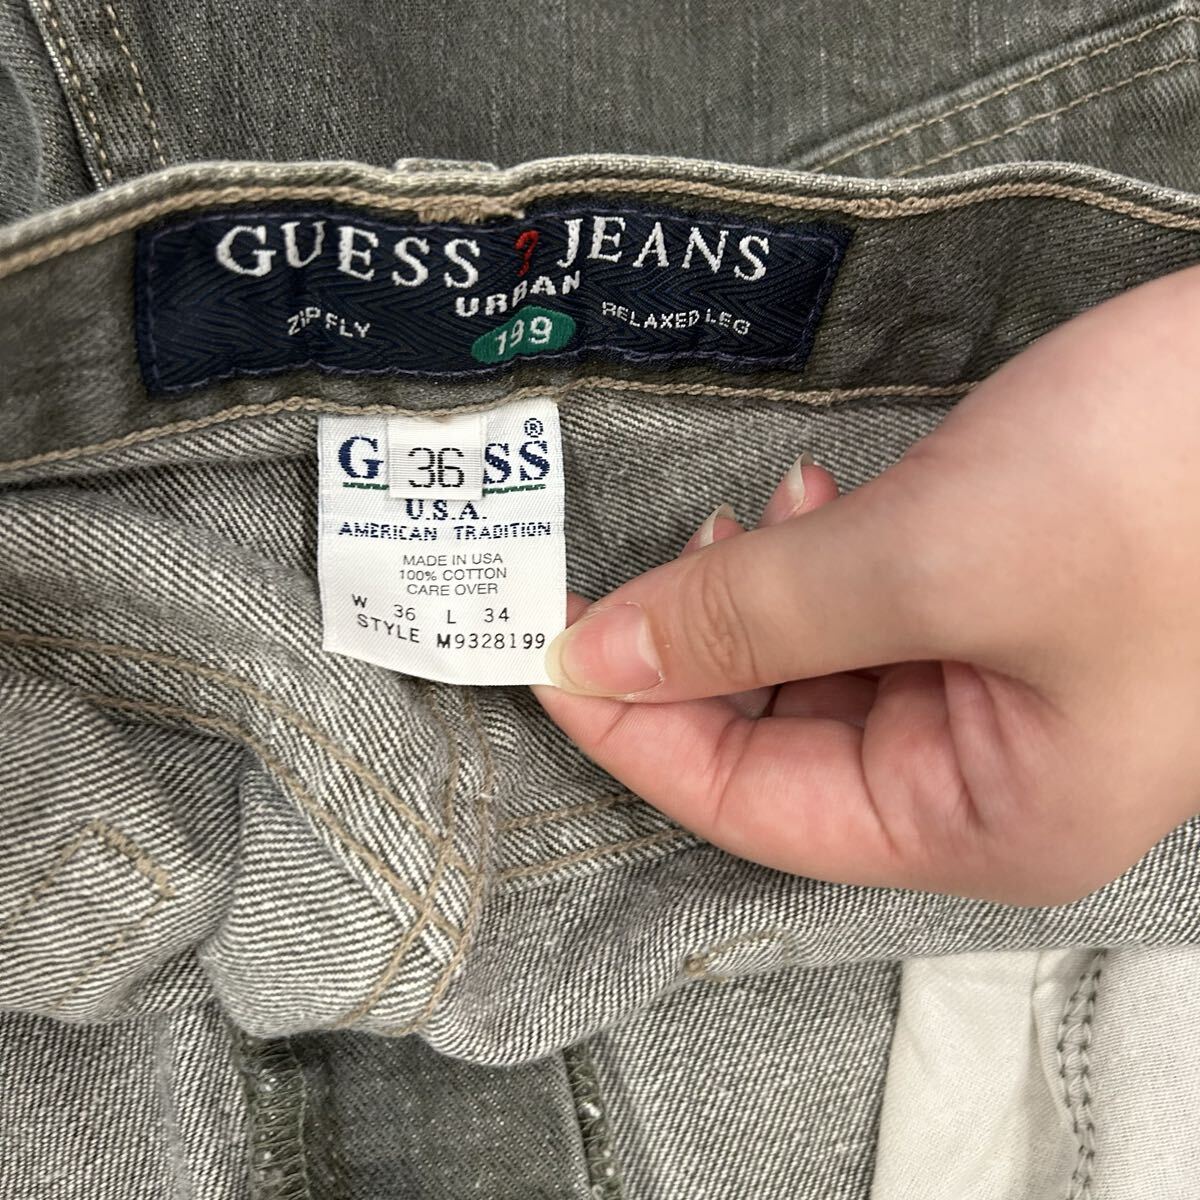 GUESS ? JEANS
URBAN
ZIP FLY
199
RELAXED LEG
G 36 SS ®
U.S.A.
AMERICAN TRADITION
MADE IN USA
100% COTTON
CARE OVER
W 36 L 34
STYLE M9328199